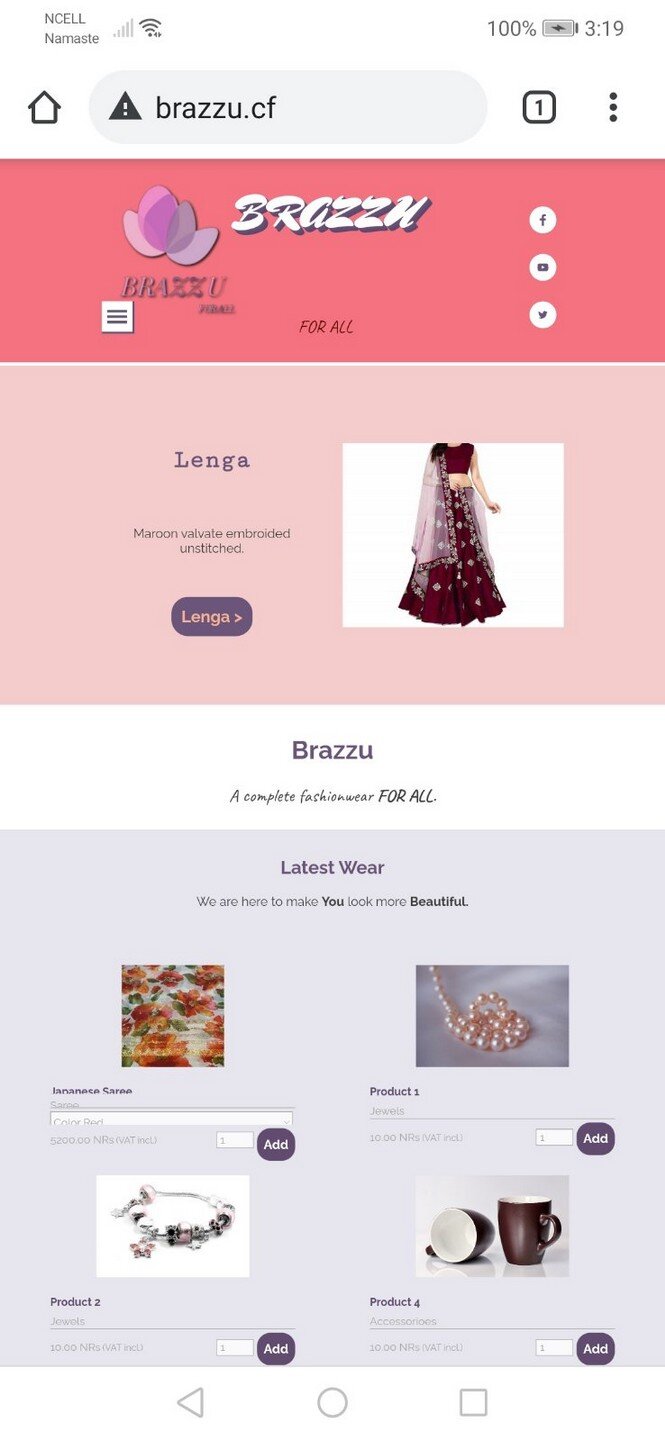 NCELL
Namaste
100% 3:19
brazzu.cf
1
BRAZZU
BRAZZU
FOR ALL
FOR ALL
Lenga
Maroon valvate embroided
unstitched.
Lenga >
Brazzu
A complete fashionwear FOR ALL.
Latest Wear
We are here to make You look more Beautiful.
Japanese Saree
Saree
Color Red
5200.00 NRs (VAT incl.)
1
Add
Product 1
Jewels
10.00 NRs (VAT incl.)
1
Add
Product 2
Jewels
10.00 NRs (VAT incl.)
1
Add
Product 4
Accessorioes
10.00 NRs (VAT incl.)
1
Add